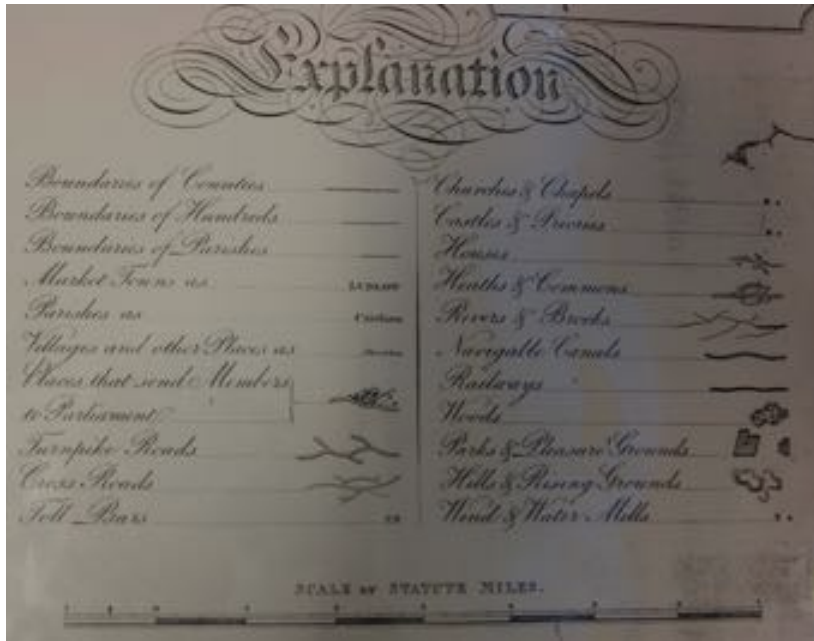 Explanation
Boundaries of Counties
Boundaries of Hundreds
Boundaries of Parishes
Market Towns as LUDLOW
Parishes as
Villages and other Places as
Places that send Members
to Parliament
Turnpike Roads
Cross Roads
Toll Bars
Churches & Chapels
Castles & Priories
Houses
Heaths & Commons
Rivers & Brooks
Navigable Canals
Railways
Woods
Parks & Pleasure Grounds
Hills & Rising Grounds
Wind & Water Mills
SCALE OF STATUTE MILES.